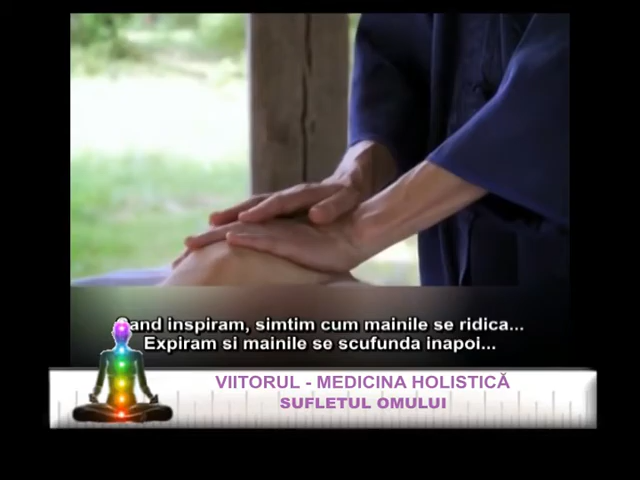 Cand inspiram, simtim cum mainile se ridica...
Expiram si mainile se scufunda inapoi...
VIITORUL - MEDICINA HOLISTICĂ
SUFLETUL OMULUI